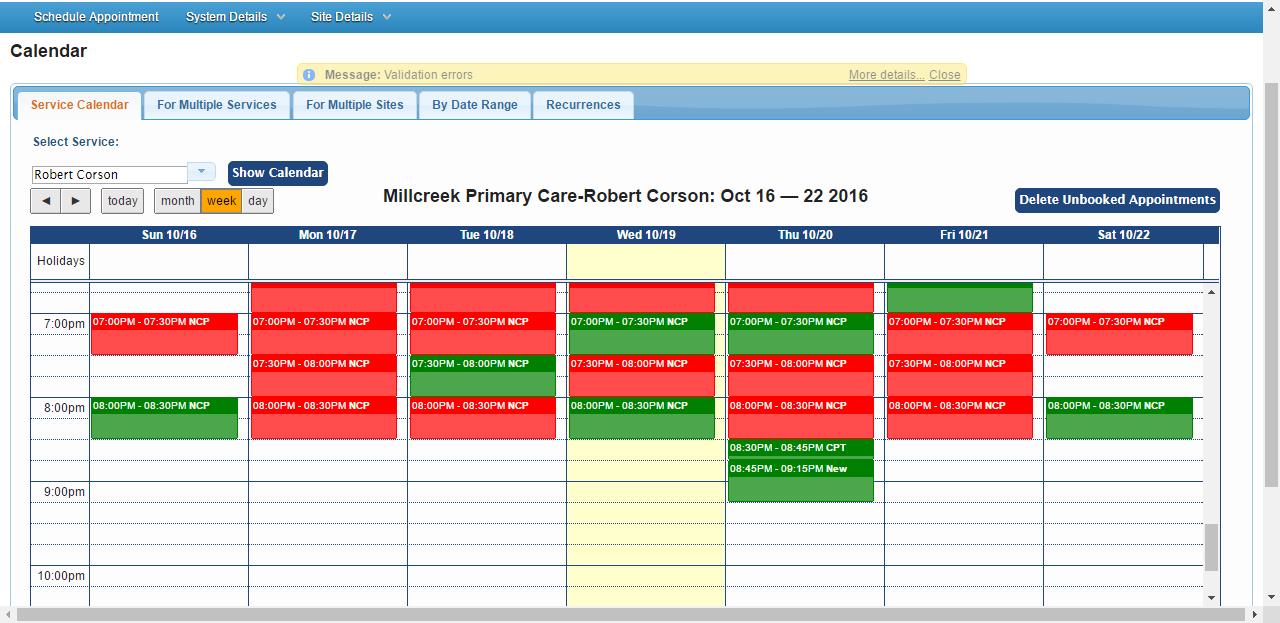 Schedule Appointment System Details Site Details
Calendar
Message: Validation errors More details... Close
Service Calendar For Multiple Services For Multiple Sites By Date Range Recurrences
Select Service:
Robert Corson Show Calendar
today month week day Millcreek Primary Care-Robert Corson: Oct 16 — 22 2016 Delete Unbooked Appointments
Sun 10/16 Mon 10/17 Tue 10/18 Wed 10/19 Thu 10/20 Fri 10/21 Sat 10/22
Holidays
7:00pm 07:00PM - 07:30PM NCP 07:00PM - 07:30PM NCP 07:00PM - 07:30PM NCP 07:00PM - 07:30PM NCP 07:00PM - 07:30PM NCP 07:00PM - 07:30PM NCP 07:00PM - 07:30PM NCP
07:30PM - 08:00PM NCP 07:30PM - 08:00PM NCP 07:30PM - 08:00PM NCP 07:30PM - 08:00PM NCP 07:30PM - 08:00PM NCP
8:00pm 08:00PM - 08:30PM NCP 08:00PM - 08:30PM NCP 08:00PM - 08:30PM NCP 08:00PM - 08:30PM NCP 08:00PM - 08:30PM NCP 08:00PM - 08:30PM NCP 08:00PM - 08:30PM NCP
08:30PM - 08:45PM CPT
08:45PM - 09:15PM New
9:00pm
10:00pm